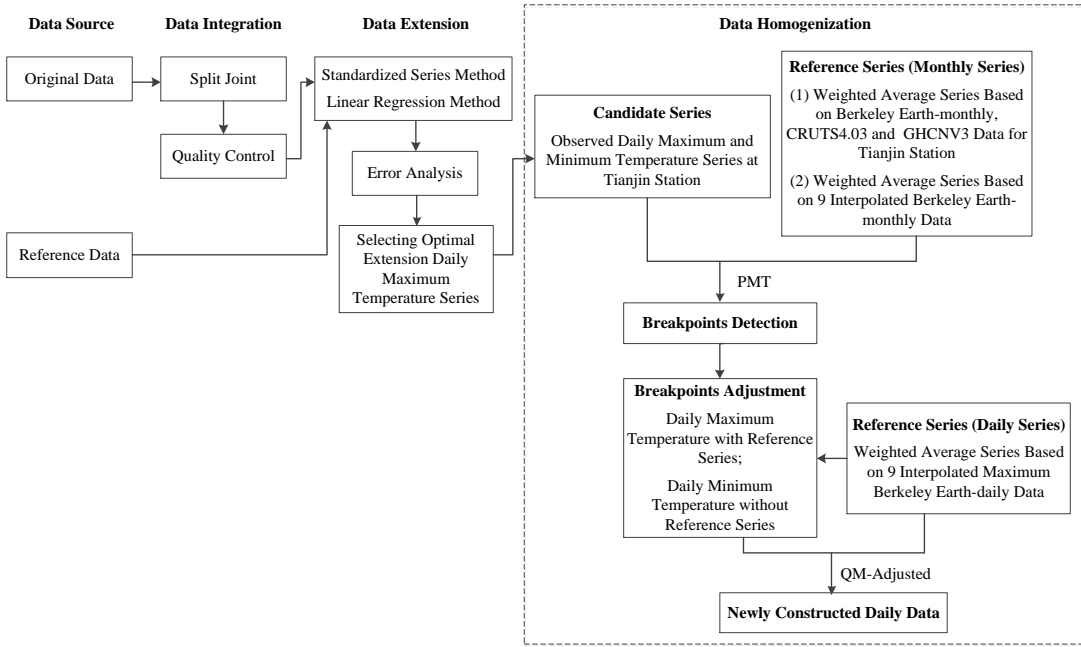 Data Source
Data Integration
Data Extension
Data Homogenization
Original Data
Split Joint
Quality Control
Reference Data
Standardized Series Method
Linear Regression Method
Error Analysis
Selecting Optimal
Extension Daily
Maximum
Temperature Series
Candidate Series
Observed Daily Maximum and
Minimum Temperature Series at
Tianjin Station
Reference Series (Monthly Series)
(1) Weighted Average Series Based
on Berkeley Earth-monthly,
CRUTS4.03 and GHCNV3 Data for
Tianjin Station
(2) Weighted Average Series Based
on 9 Interpolated Berkeley Earth-
monthly Data
PMT
Breakpoints Detection
Breakpoints Adjustment
Daily Maximum
Temperature with Reference
Series;
Daily Minimum
Temperature without
Reference Series
Reference Series (Daily Series)
Weighted Average Series Based
on 9 Interpolated Maximum
Berkeley Earth-daily Data
QM-Adjusted
Newly Constructed Daily Data